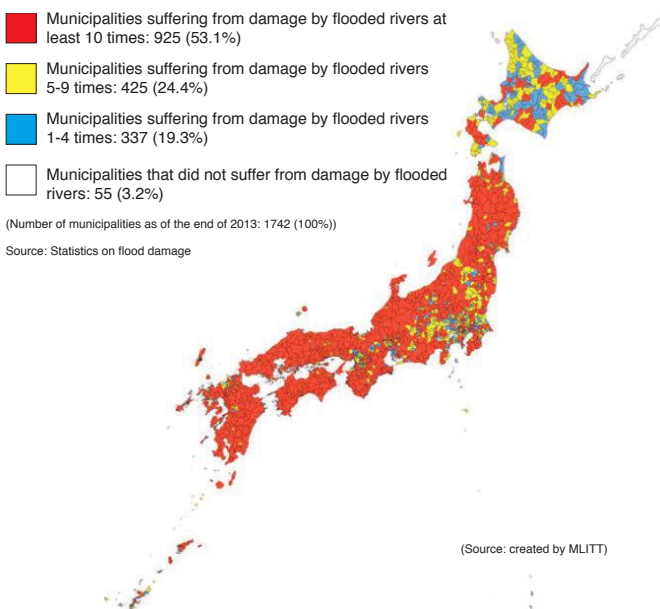 Municipalities suffering from damage by flooded rivers at
least 10 times: 925 (53.1%)
Municipalities suffering from damage by flooded rivers
5-9 times: 425 (24.4%)
Municipalities suffering from damage by flooded rivers
1-4 times: 337 (19.3%)
Municipalities that did not suffer from damage by flooded
rivers: 55 (3.2%)
(Number of municipalities as of the end of 2013: 1742 (100%))
Source: Statistics on flood damage
(Source: created by MLITT)